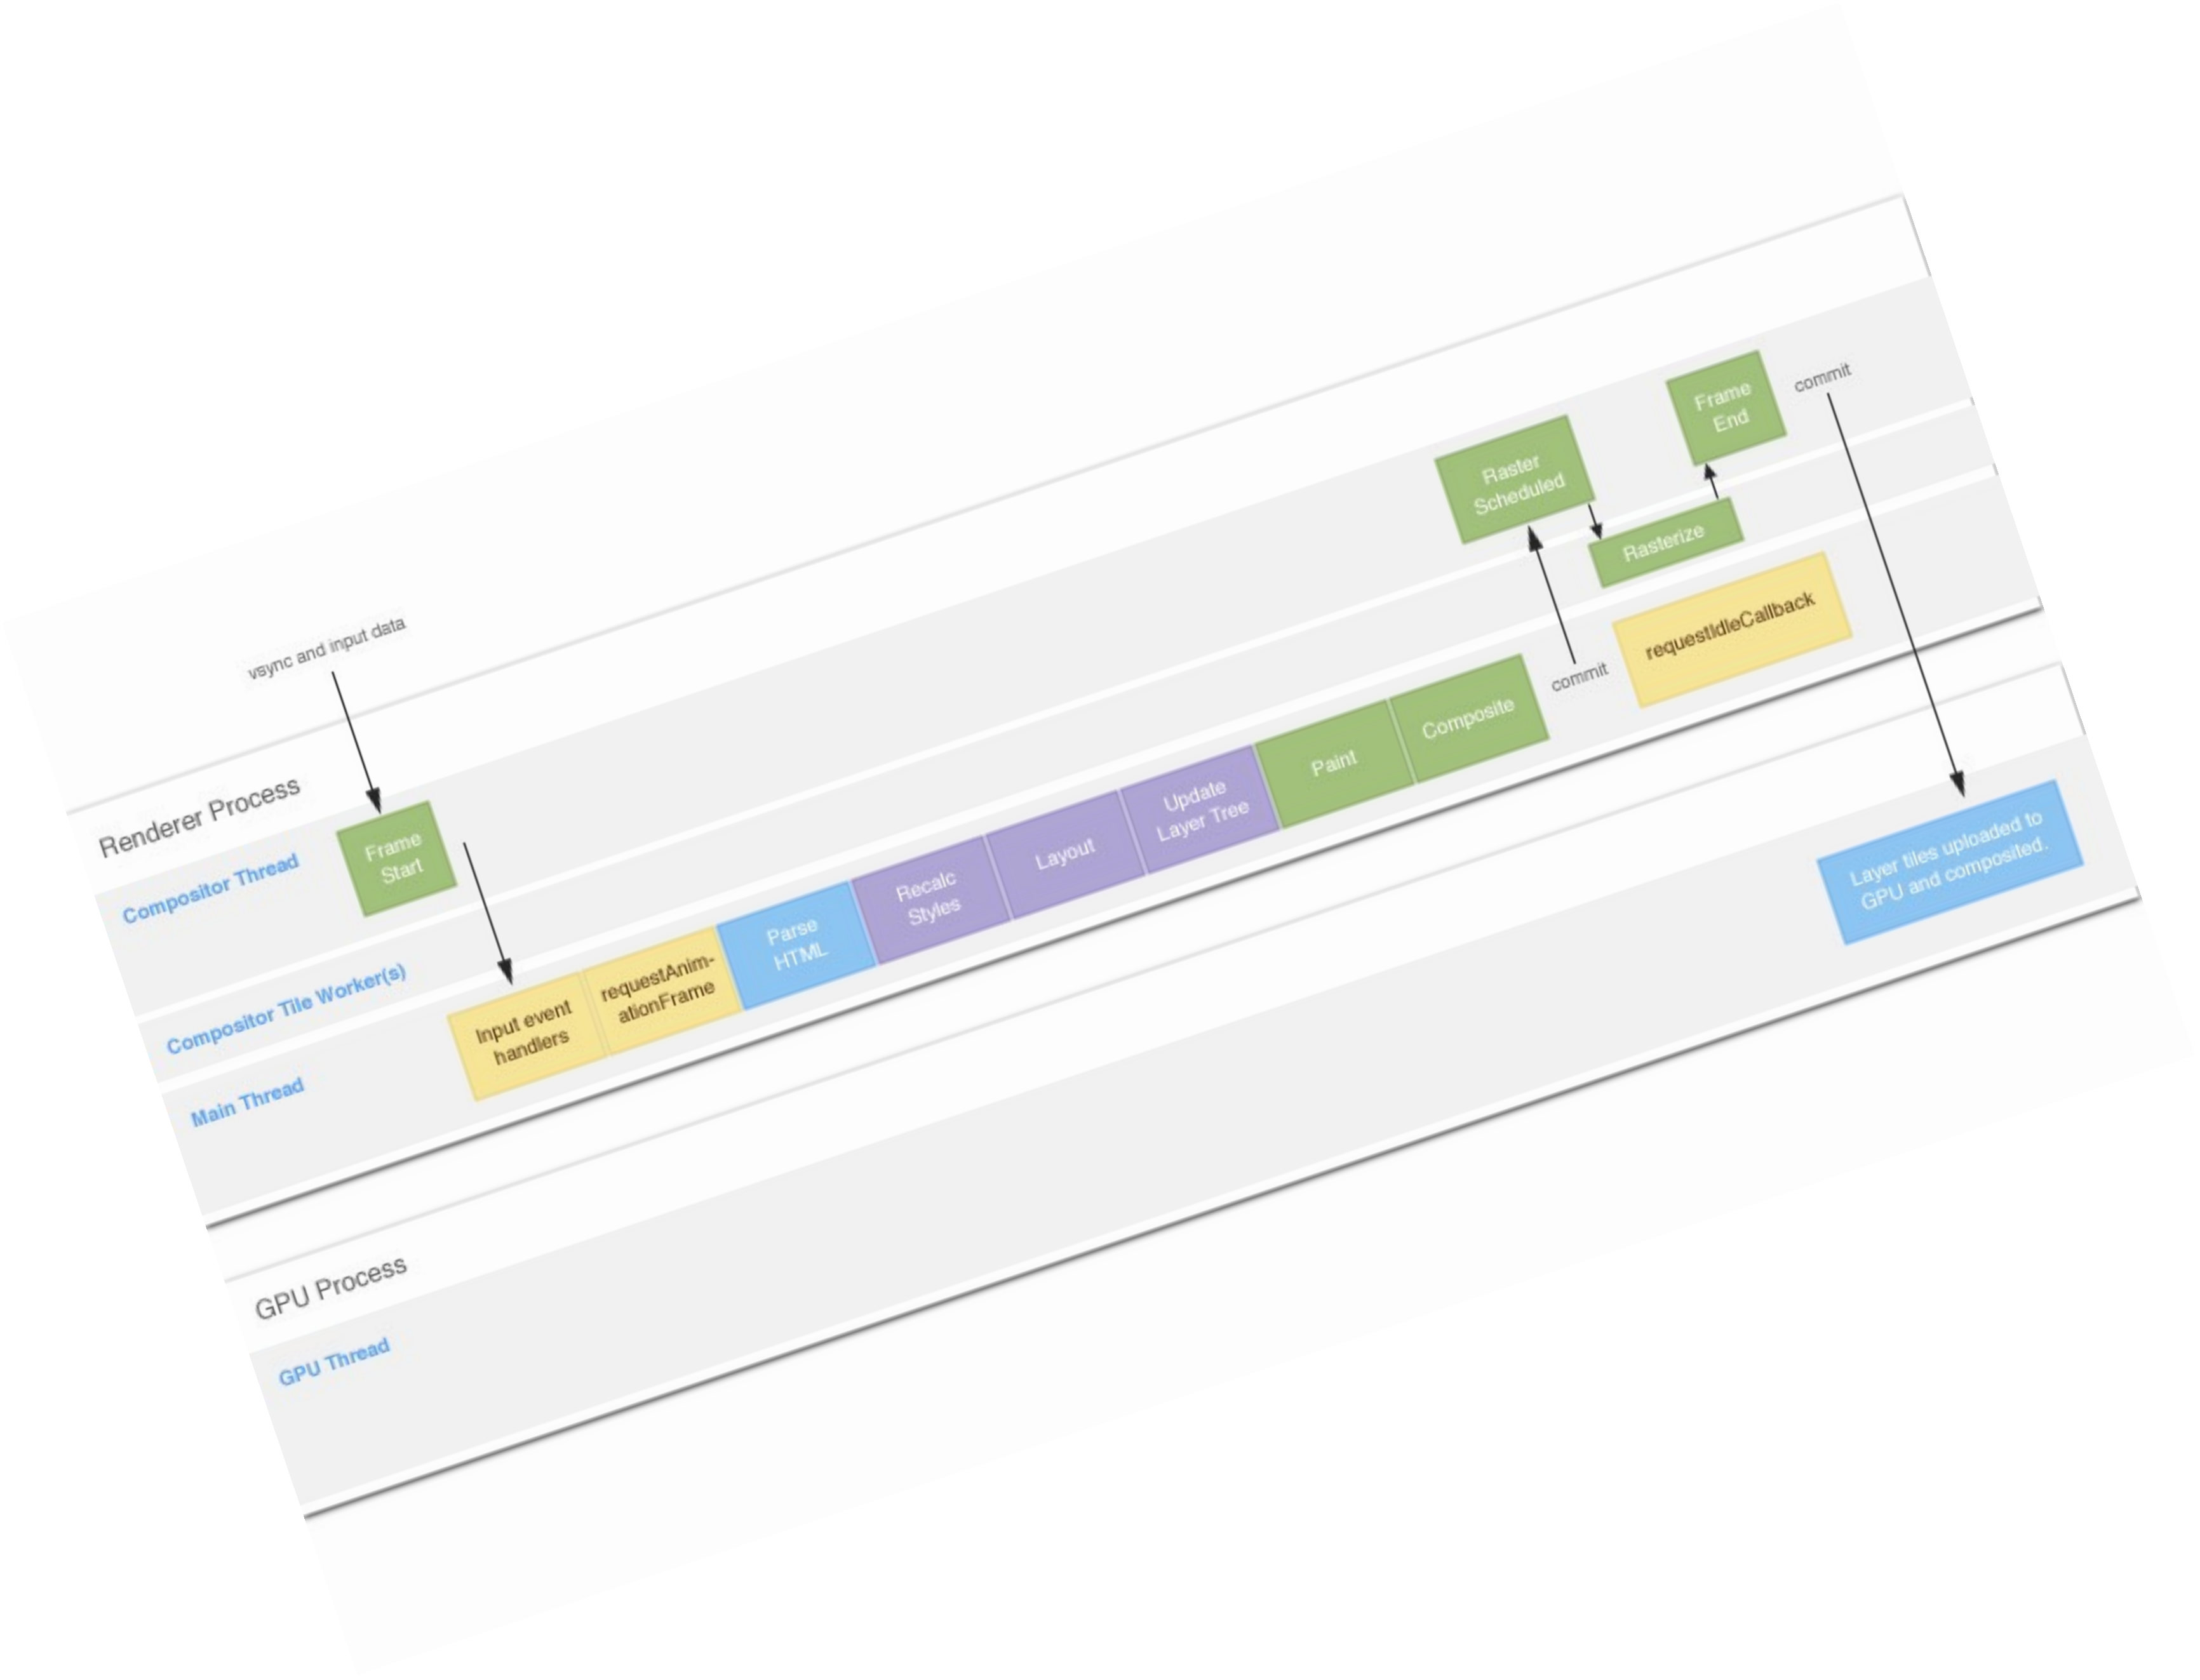 vsync and input data
Renderer Process
Compositor Thread
Frame
Start
Raster
Scheduled
Frame
End
commit
Compositor Tile Worker(s)
Rasterize
Main Thread
Input event
handlers
requestAnim-
ationFrame
Parse
HTML
Recalc
Styles
Layout
Update
Layer Tree
Paint
Composite
commit
requestIdleCallback
GPU Process
GPU Thread
Layer tiles uploaded to
GPU and composited.